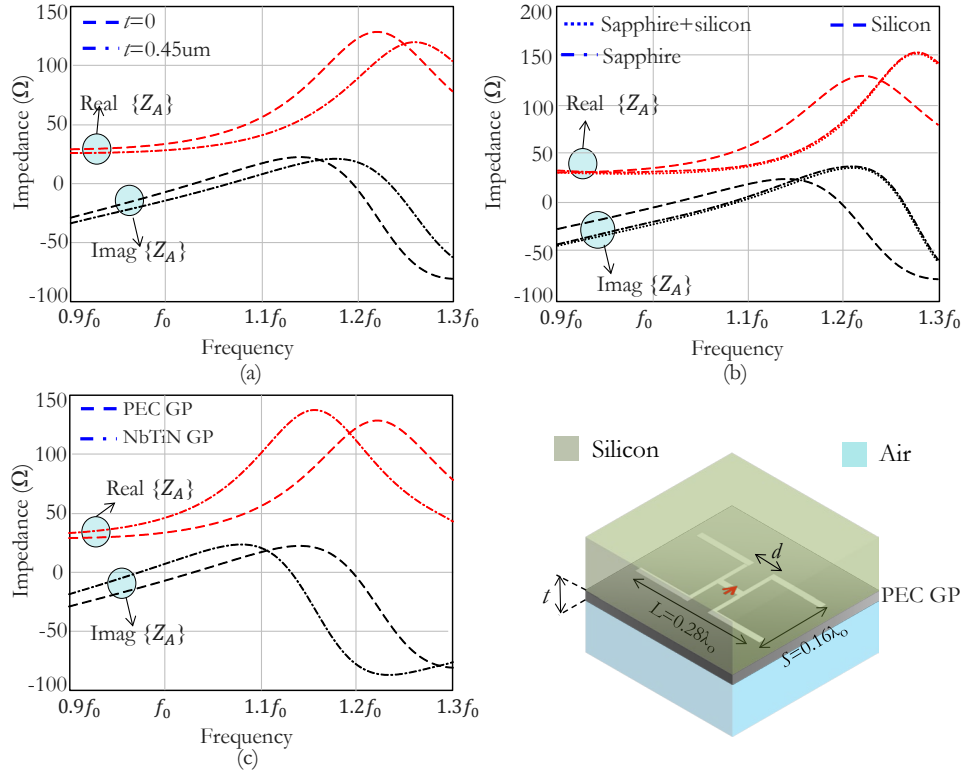 150
100
50
0
-50
-100
Impedance (Ω)
t=0
t=0.45um
Real {Z_A}
Imag {Z_A}
0.9f₀ f₀ 1.1f₀ 1.2f₀ 1.3f₀
Frequency
(a)
200
150
100
50
0
-50
-100
Impedance (Ω)
Sapphire+silicon
Silicon
Sapphire
Real {Z_A}
Imag {Z_A}
0.9f₀ f₀ 1.1f₀ 1.2f₀ 1.3f₀
Frequency
(b)
150
100
50
0
-50
-100
Impedance (Ω)
PEC GP
NbTiN GP
Real {Z_A}
Imag {Z_A}
0.9f₀ f₀ 1.1f₀ 1.2f₀ 1.3f₀
Frequency
(c)
Silicon
Air
d
t
PEC GP
L=0.28λₒ
S=0.16λₒ